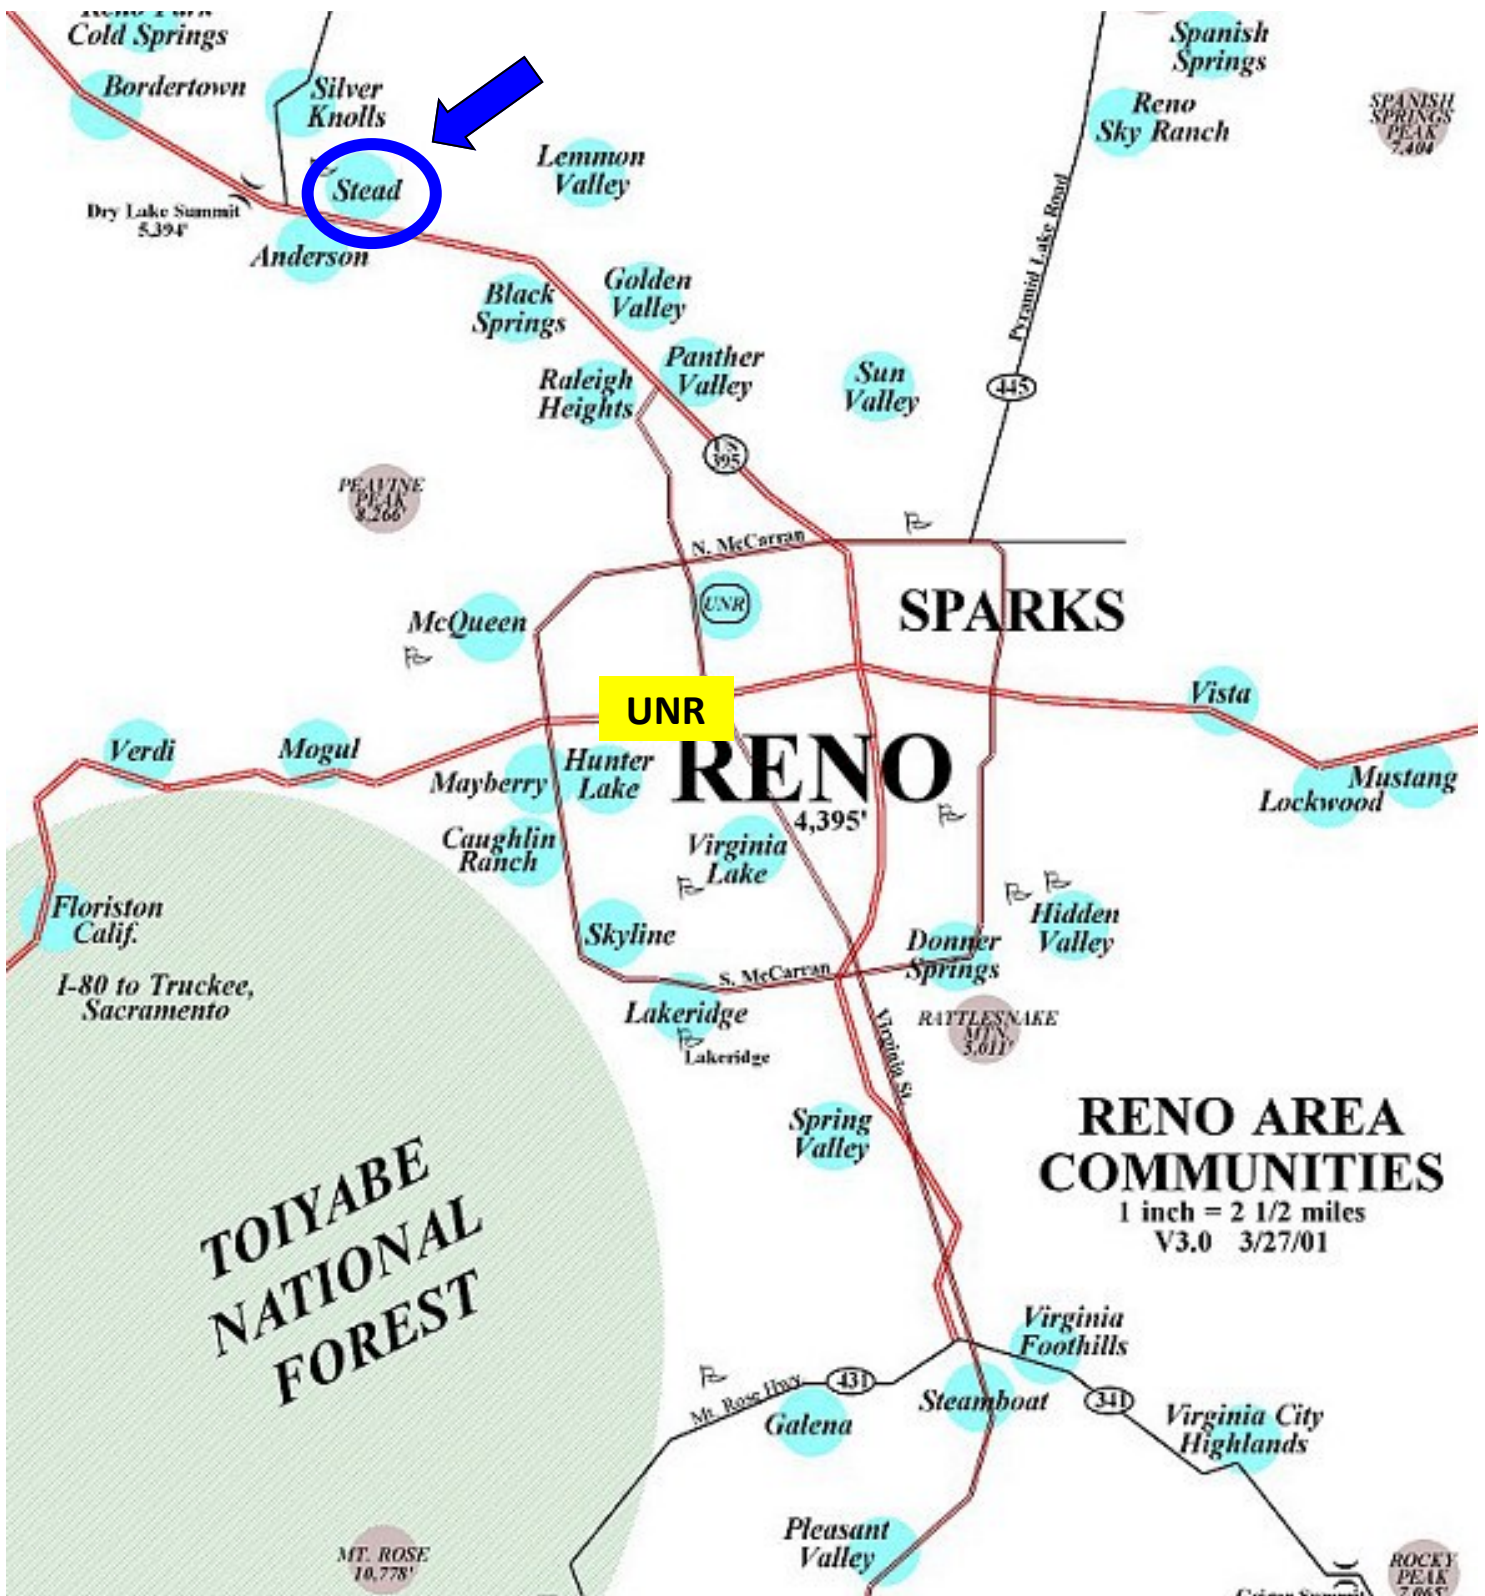 Reno Park
Cold Springs
Spanish
Springs
Bordertown
Silver
Knolls
Reno
Sky Ranch
SPANISH
SPRINGS
PEAK
7,404
Lemmon
Valley
Stead
Dry Lake Summit
5,394'
Anderson
Pyramid Lake Road
Golden
Valley
Black
Springs
Panther
Valley
Raleigh
Heights
Sun
Valley
445
US
395
PEAVINE
PEAK
8,266'
N. McCarran
UNR
SPARKS
McQueen
UNR
Vista
Verdi
Mogul
Mayberry
Hunter
Lake
RENO
4,395'
Mustang
Lockwood
Caughlin
Ranch
Virginia
Lake
Floriston
Calif.
Skyline
Donner
Springs
Hidden
Valley
I-80 to Truckee,
Sacramento
S. McCarran
Lakeridge
Lakeridge
Virginia St.
RATTLESNAKE
MTN.
5,011'
Spring
Valley
RENO AREA
COMMUNITIES
1 inch = 2 1/2 miles
V3.0 3/27/01
TOIYABE
NATIONAL
FOREST
Virginia
Foothills
Mt. Rose Hwy
431
Steamboat
341
Galena
Virginia City
Highlands
Pleasant
Valley
MT. ROSE
10,778'
ROCKY
PEAK